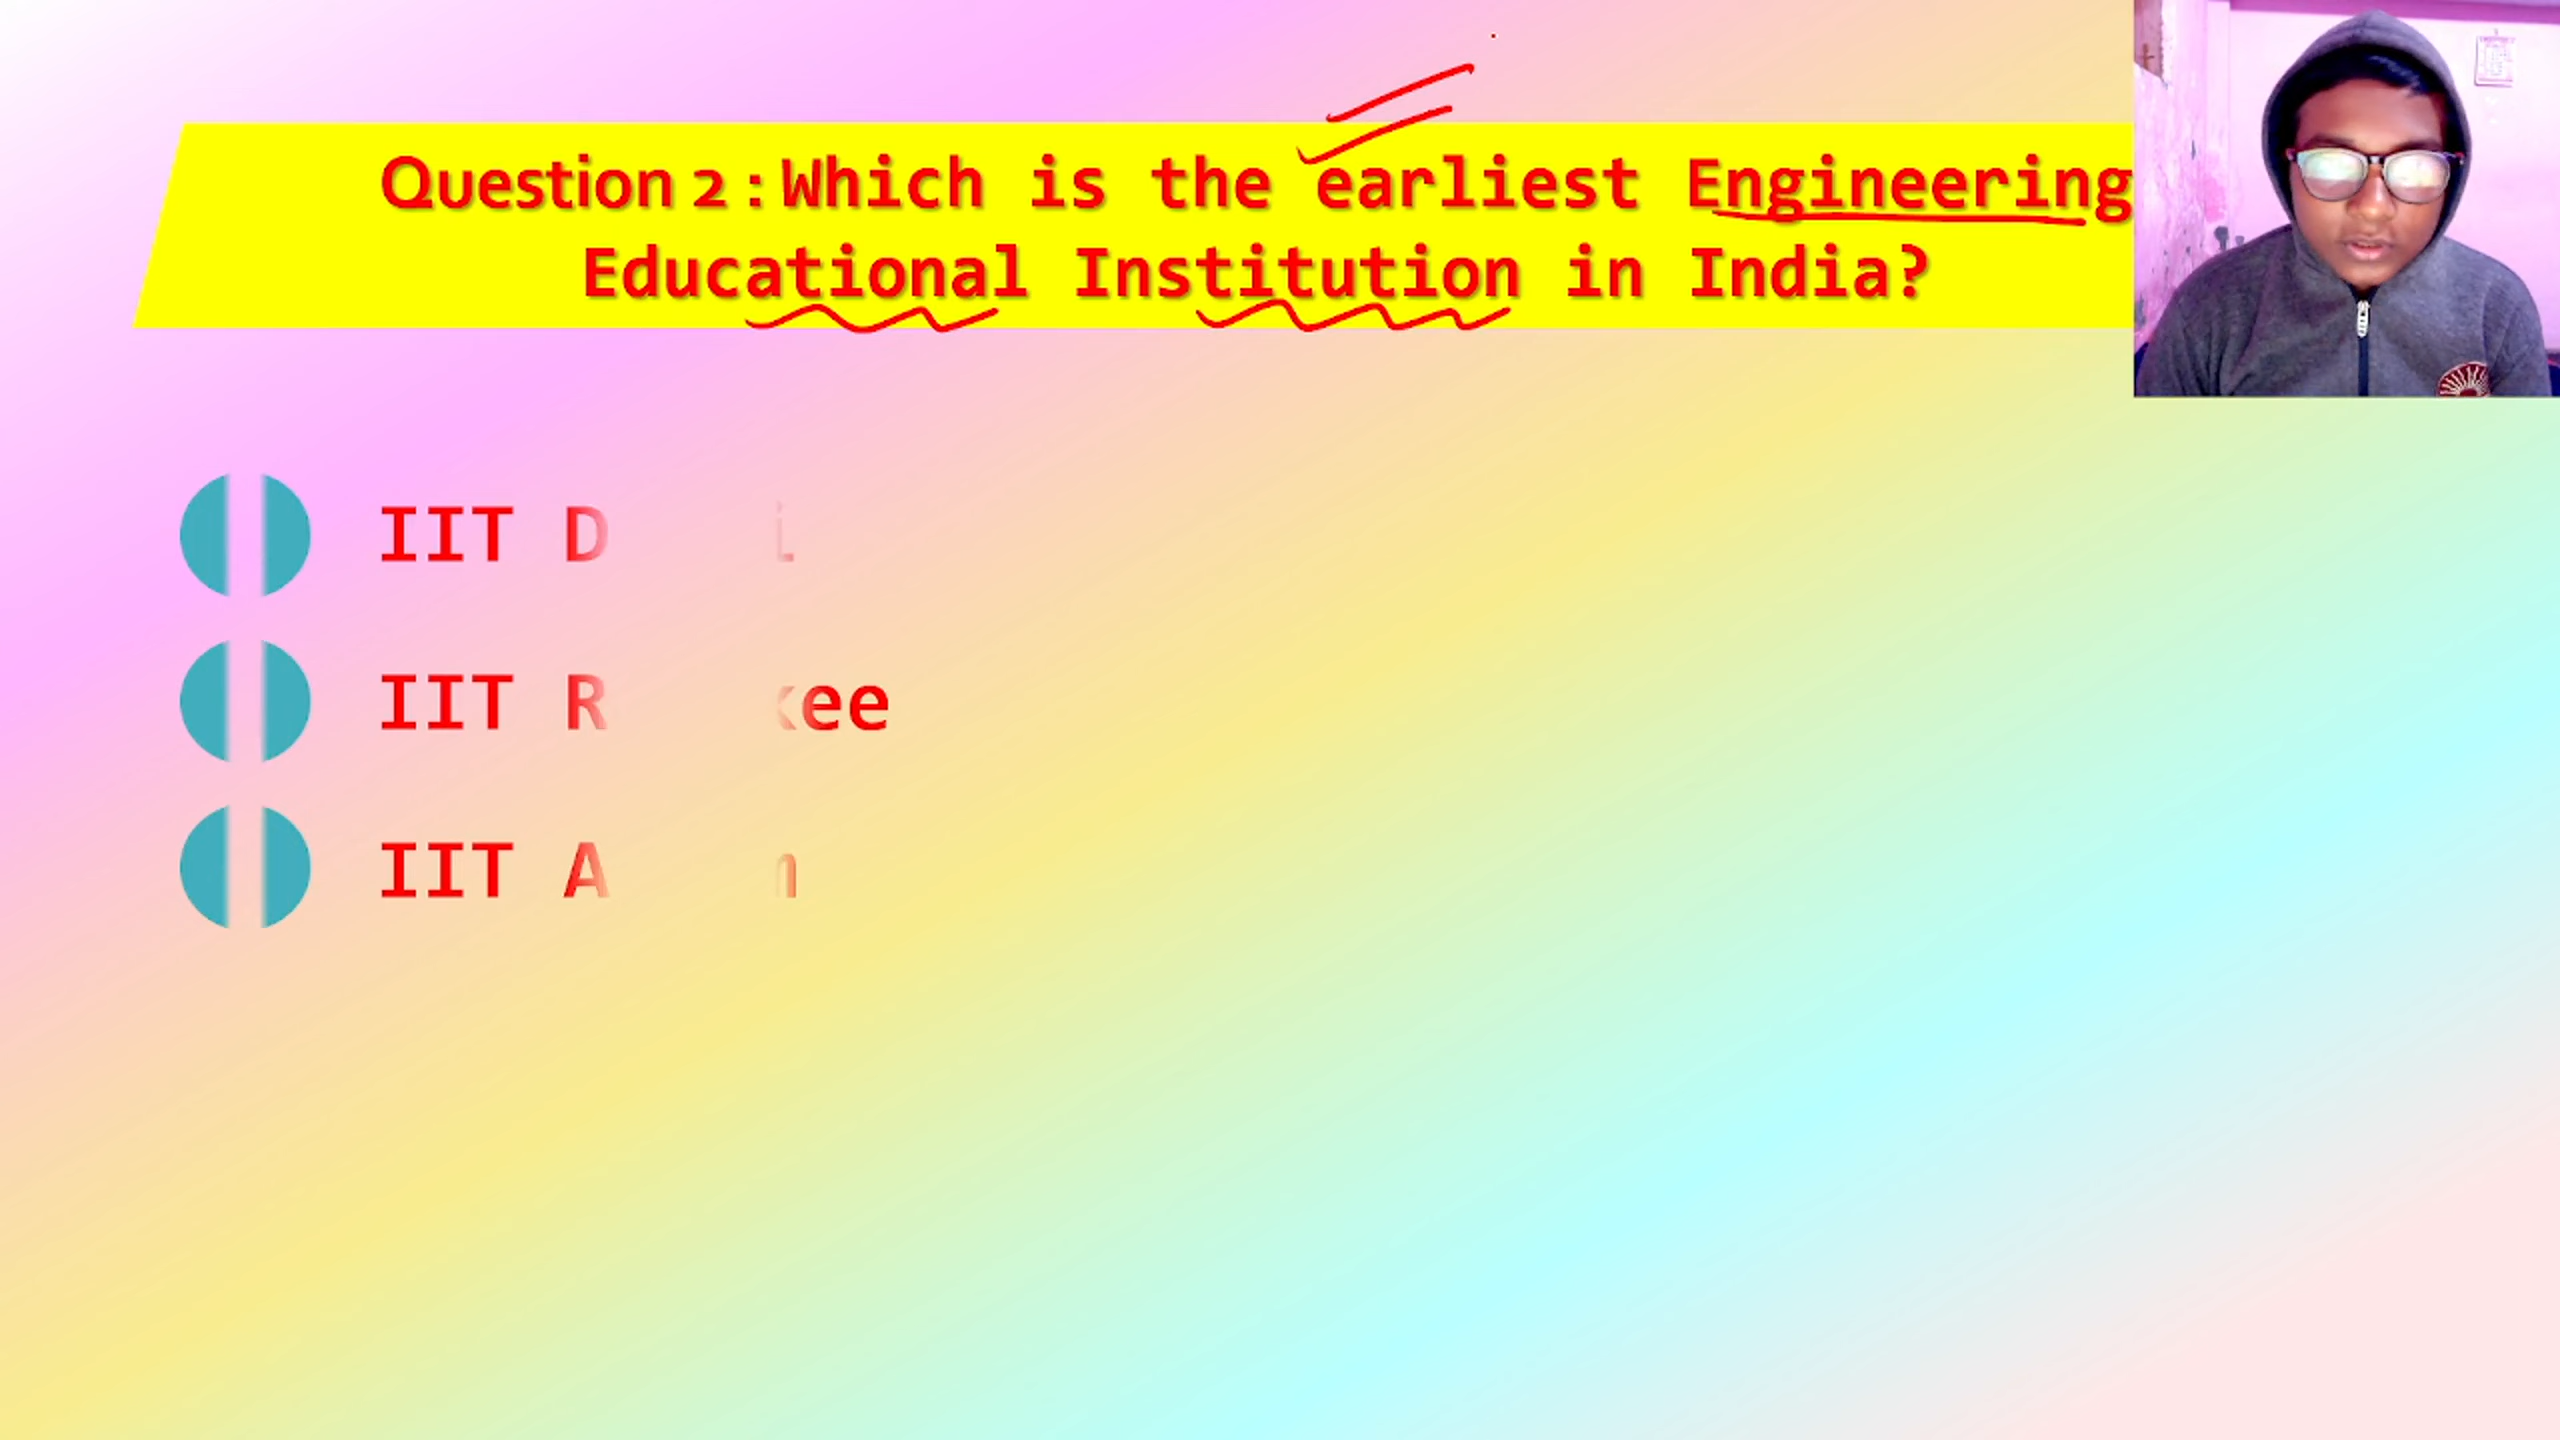 Question 2 : Which is the earliest Engineering
Educational Institution in India?
IIT D
IIT R kee
IIT A n